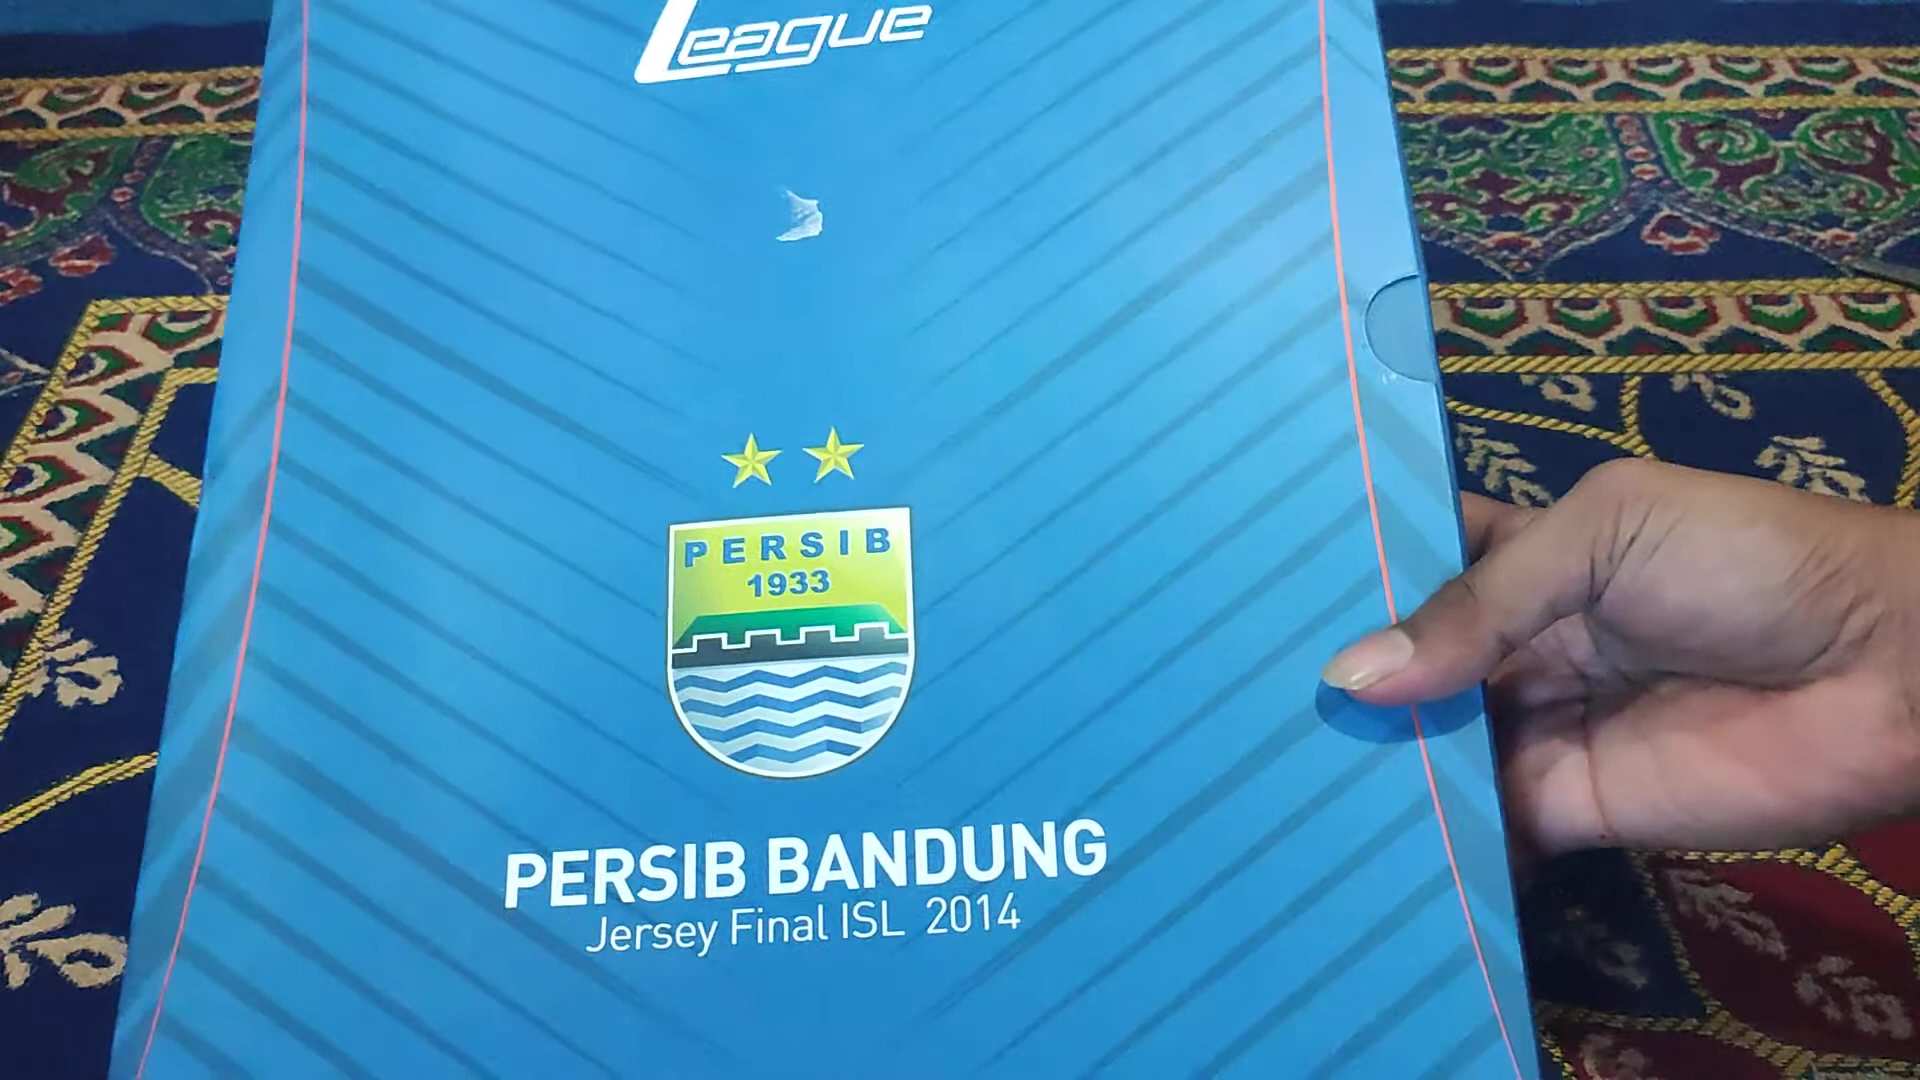 League
PERSIB
1933
PERSIB BANDUNG
Jersey Final ISL 2014